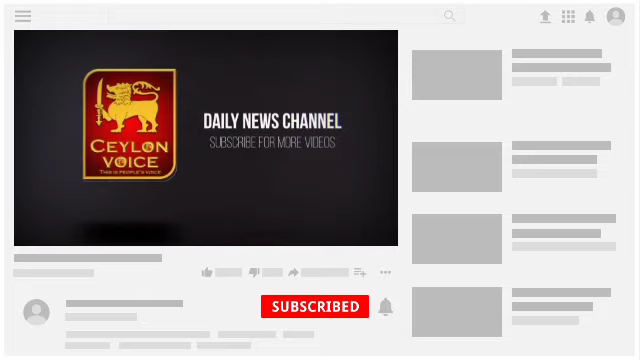 DAILY NEWS CHANNEL
SUBSCRIBE FOR MORE VIDEOS
CEYLON
VOICE
THIS IS PEOPLE'S VOICE
SUBSCRIBED